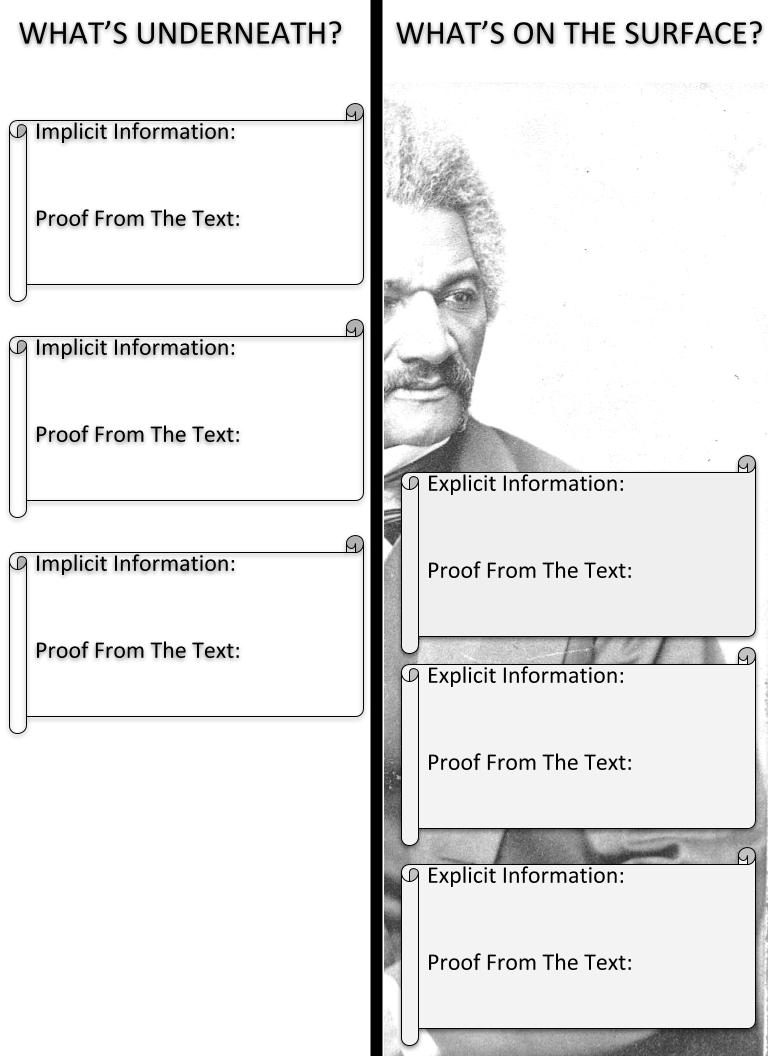 WHAT’S UNDERNEATH?
Implicit Information:
Proof From The Text:
Implicit Information:
Proof From The Text:
Implicit Information:
Proof From The Text:
WHAT’S ON THE SURFACE?
Explicit Information:
Proof From The Text:
Explicit Information:
Proof From The Text:
Explicit Information:
Proof From The Text: